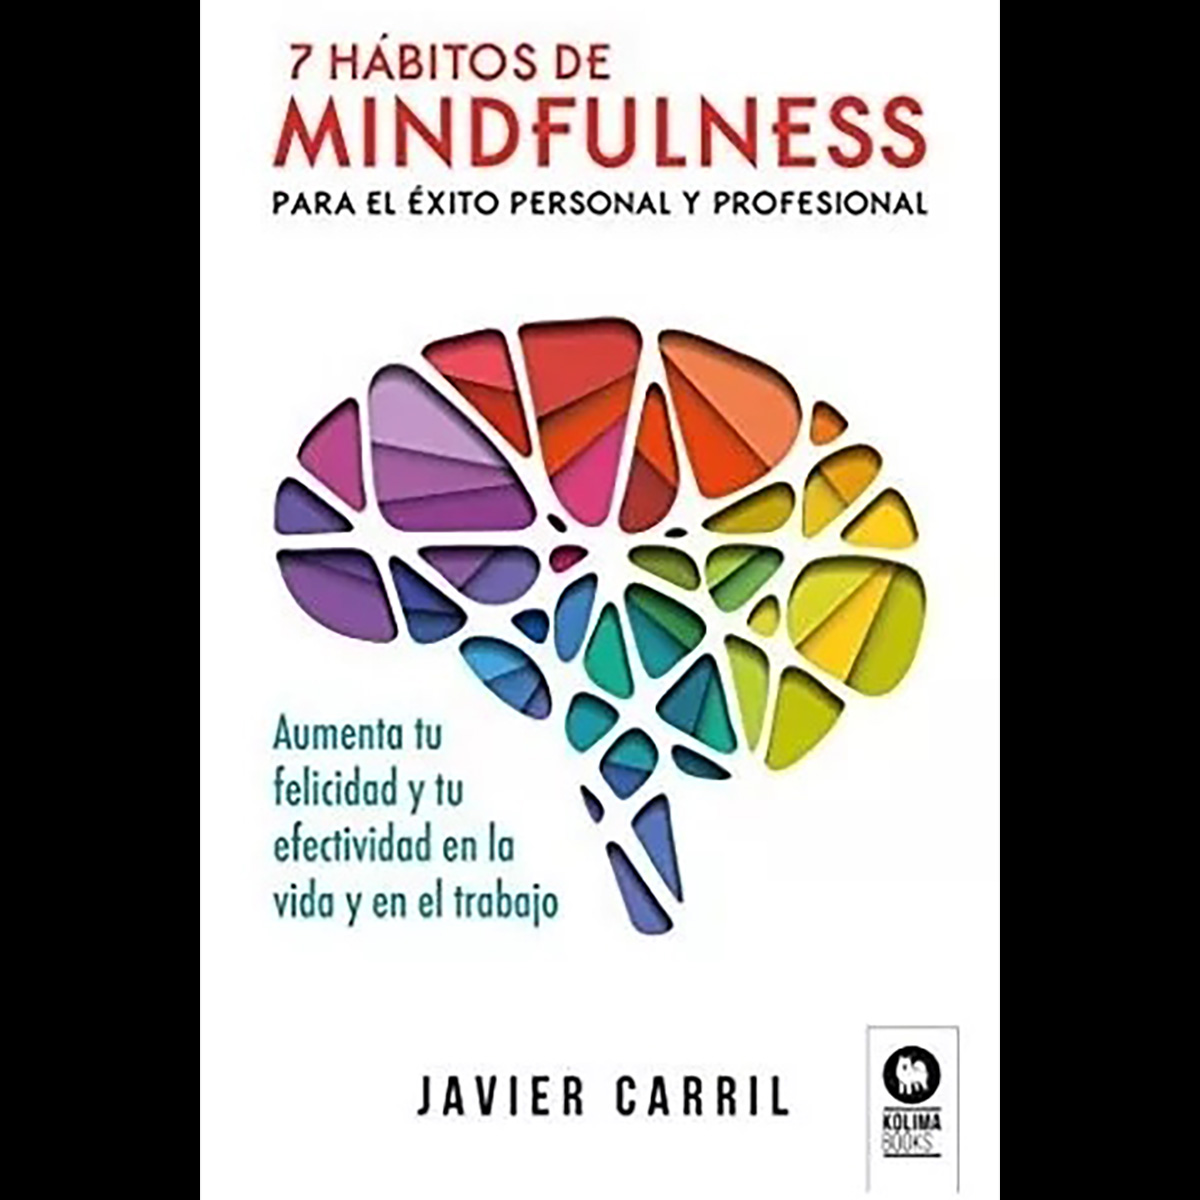 7 HÁBITOS DE
MINDFULNESS
PARA EL ÉXITO PERSONAL Y PROFESIONAL
Aumenta tu
felicidad y tu
efectividad en la
vida y en el trabajo
JAVIER CARRIL
KOLIMA
BOOKS